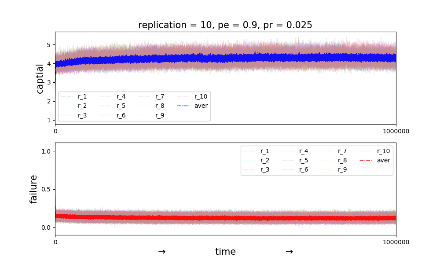 replication = 10, pe = 0.9, pr = 0.025
captial
5
4
3
2
1
r_1 r_4 r_7 r_10
r_2 r_5 r_8 aver
r_3 r_6 r_9
0 1000000
failure
1.0
0.5
0.0
r_1 r_4 r_7 r_10
r_2 r_5 r_8 aver
r_3 r_6 r_9
0 1000000
→ time →